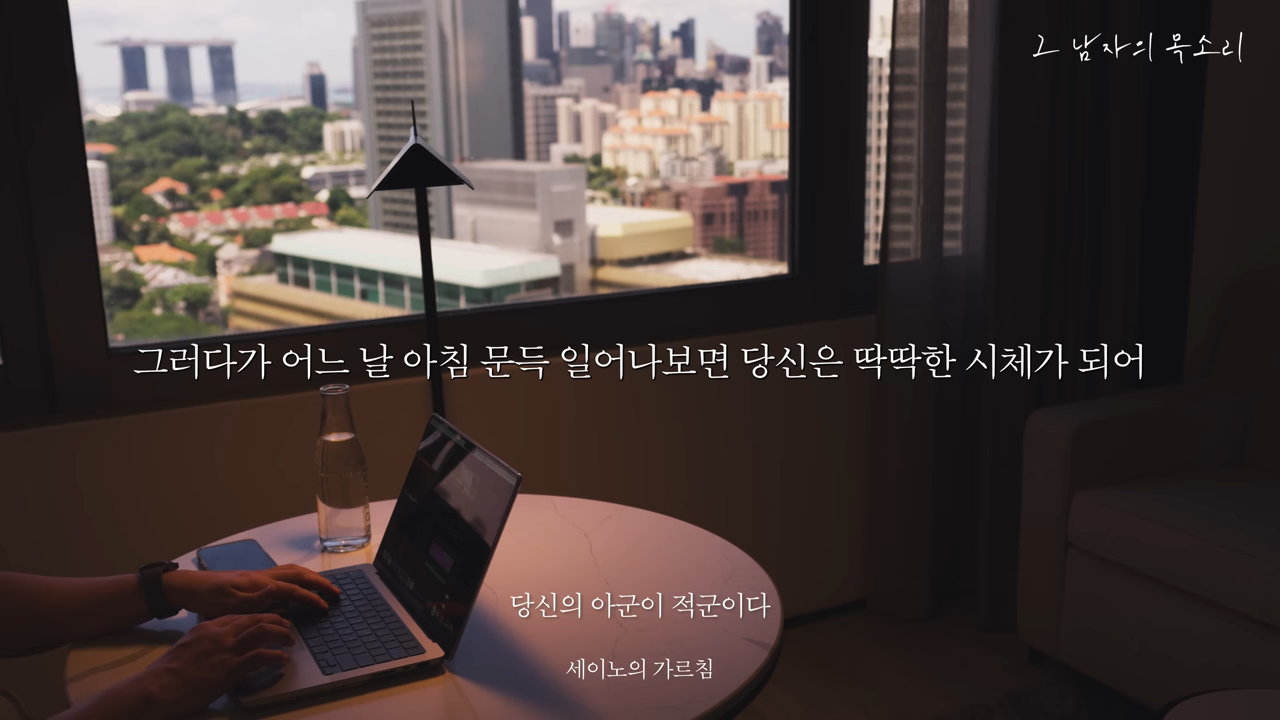 그 남자의 목소리
그러다가 어느 날 아침 문득 일어나보면 당신은 딱딱한 시체가 되어
당신의 아군이 적군이다
세이노의 가르침